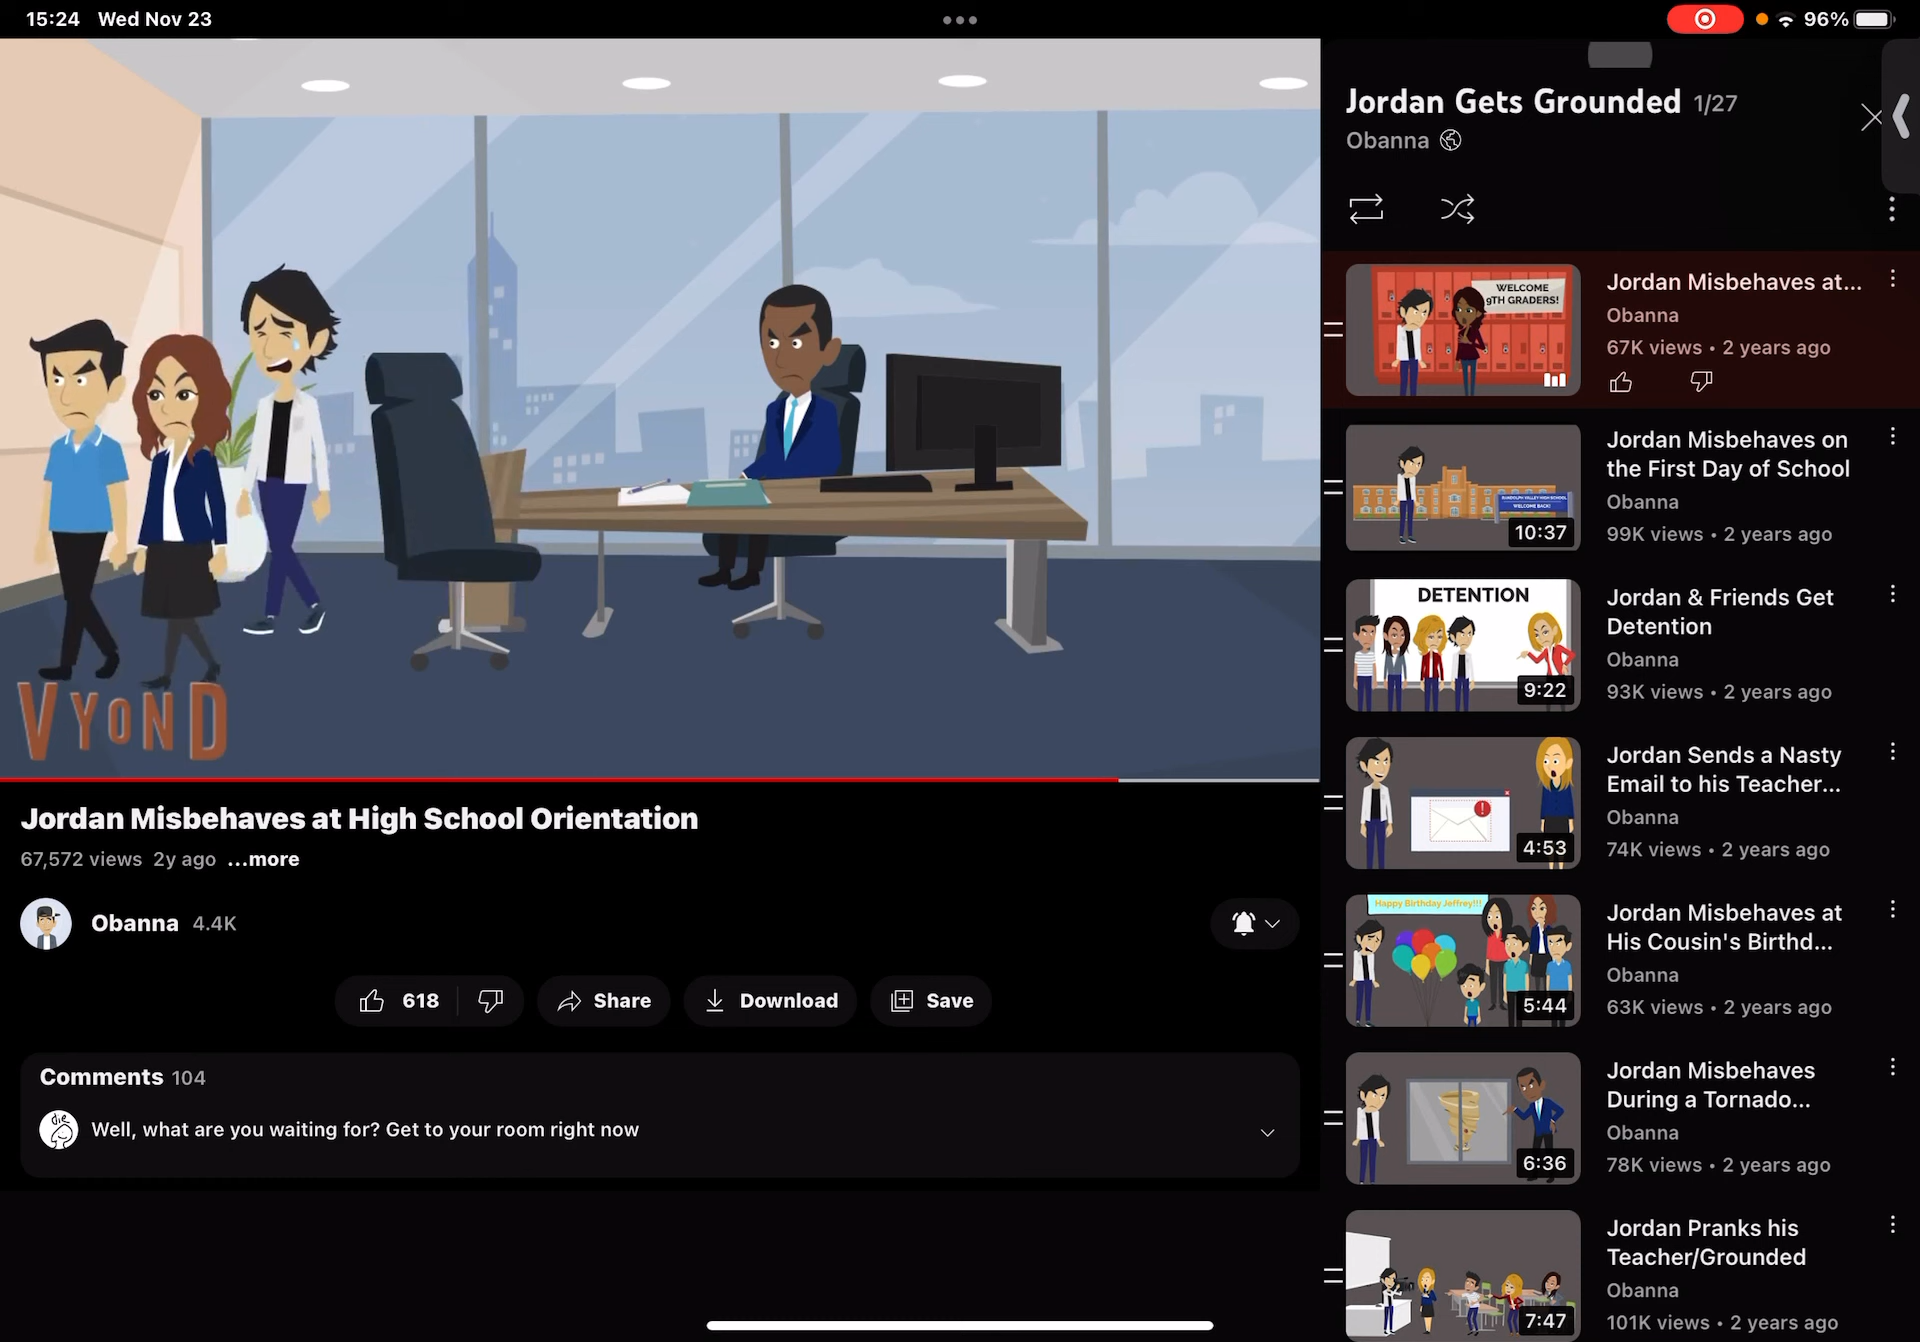 15:24 Wed Nov 23
96%
VYOND
Jordan Misbehaves at High School Orientation
67,572 views 2y ago ...more
Obanna 4.4K
618
Share
Download
Save
Comments 104
die
Well, what are you waiting for? Get to your room right now
Jordan Gets Grounded 1/27
Obanna
WELCOME
9TH GRADERS!
Jordan Misbehaves at...
Obanna
67K views • 2 years ago
RANDOLPH VALLEY HIGH SCHOOL
WELCOME BACK!
10:37
Jordan Misbehaves on
the First Day of School
Obanna
99K views • 2 years ago
DETENTION
9:22
Jordan & Friends Get
Detention
Obanna
93K views • 2 years ago
4:53
Jordan Sends a Nasty
Email to his Teacher...
Obanna
74K views • 2 years ago
Happy Birthday Jeffrey!!!
5:44
Jordan Misbehaves at
His Cousin's Birthd...
Obanna
63K views • 2 years ago
6:36
Jordan Misbehaves
During a Tornado...
Obanna
78K views • 2 years ago
7:47
Jordan Pranks his
Teacher/Grounded
Obanna
101K views • 2 years ago